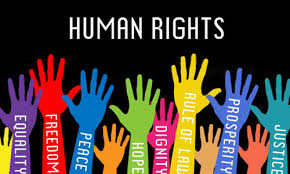 HUMAN RIGHTS
EQUALITY
FREEDOM
PEACE
HOPE
DIGNITY
RULE OF LAW
PROSPERITY
JUSTICE